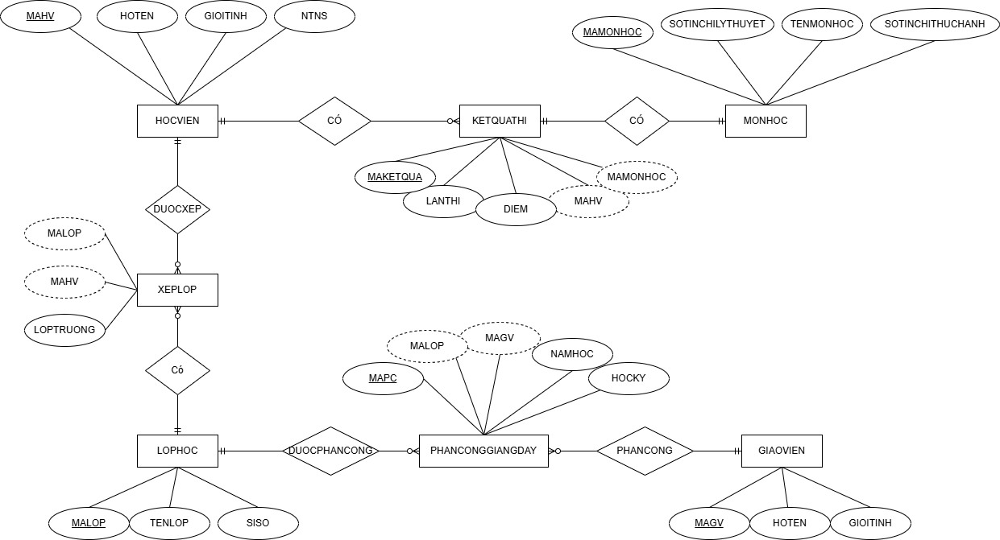 MAHV
HOTEN
GIOITINH
NTNS
MAMONHOC
SOTINCHILYTHUYET
TENMONHOC
SOTINCHITHUCHANH
HOCVIEN
CÓ
KETQUATHI
CÓ
MONHOC
MAKETQUA
LANTHI
DIEM
MAHV
MAMONHOC
DUOCXEP
MALOP
MAHV
LOPTRUONG
XEPLOP
Có
MAPC
MALOP
MAGV
NAMHOC
HOCKY
LOPHOC
DUOCPHANCONG
PHANCONGGIANGDAY
PHANCONG
GIAOVIEN
MALOP
TENLOP
SISO
MAGV
HOTEN
GIOITINH